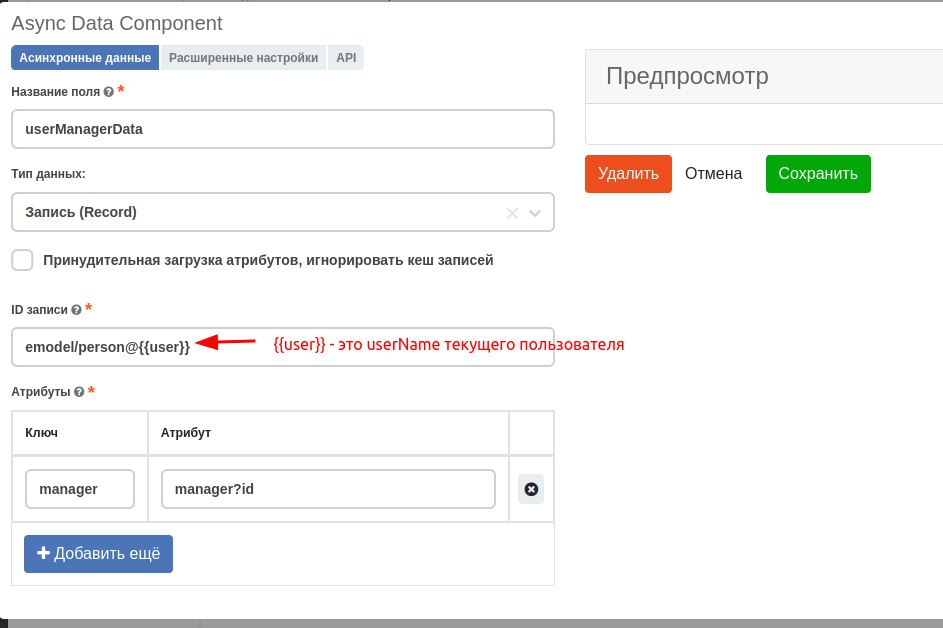 Async Data Component
Асинхронные данные
Расширенные настройки
API
Название поля *
userManagerData
Тип данных:
Запись (Record)
Принудительная загрузка атрибутов, игнорировать кеш записей
ID записи *
emodel/person@{{user}}
{{user}} - это userName текущего пользователя
Атрибуты *
Ключ
Атрибут
manager
manager?id
Добавить ещё
Предпросмотр
Удалить
Отмена
Сохранить